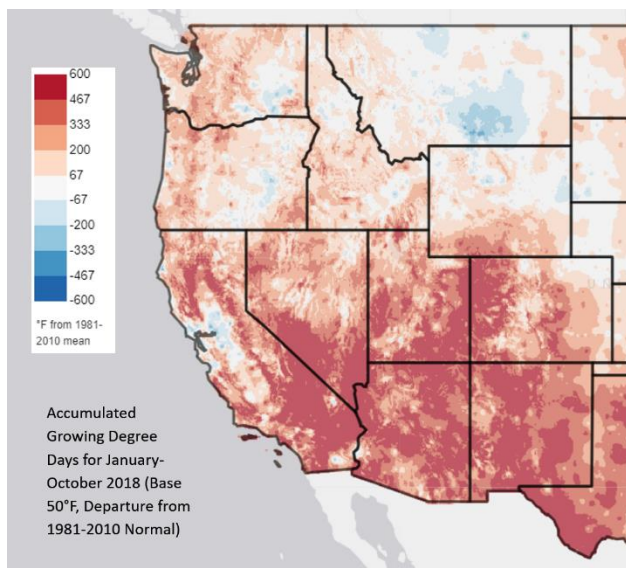 600
467
333
200
67
-67
-200
-333
-467
-600
°F from 1981-
2010 mean
Accumulated
Growing Degree
Days for January-
October 2018 (Base
50°F, Departure from
1981-2010 Normal)